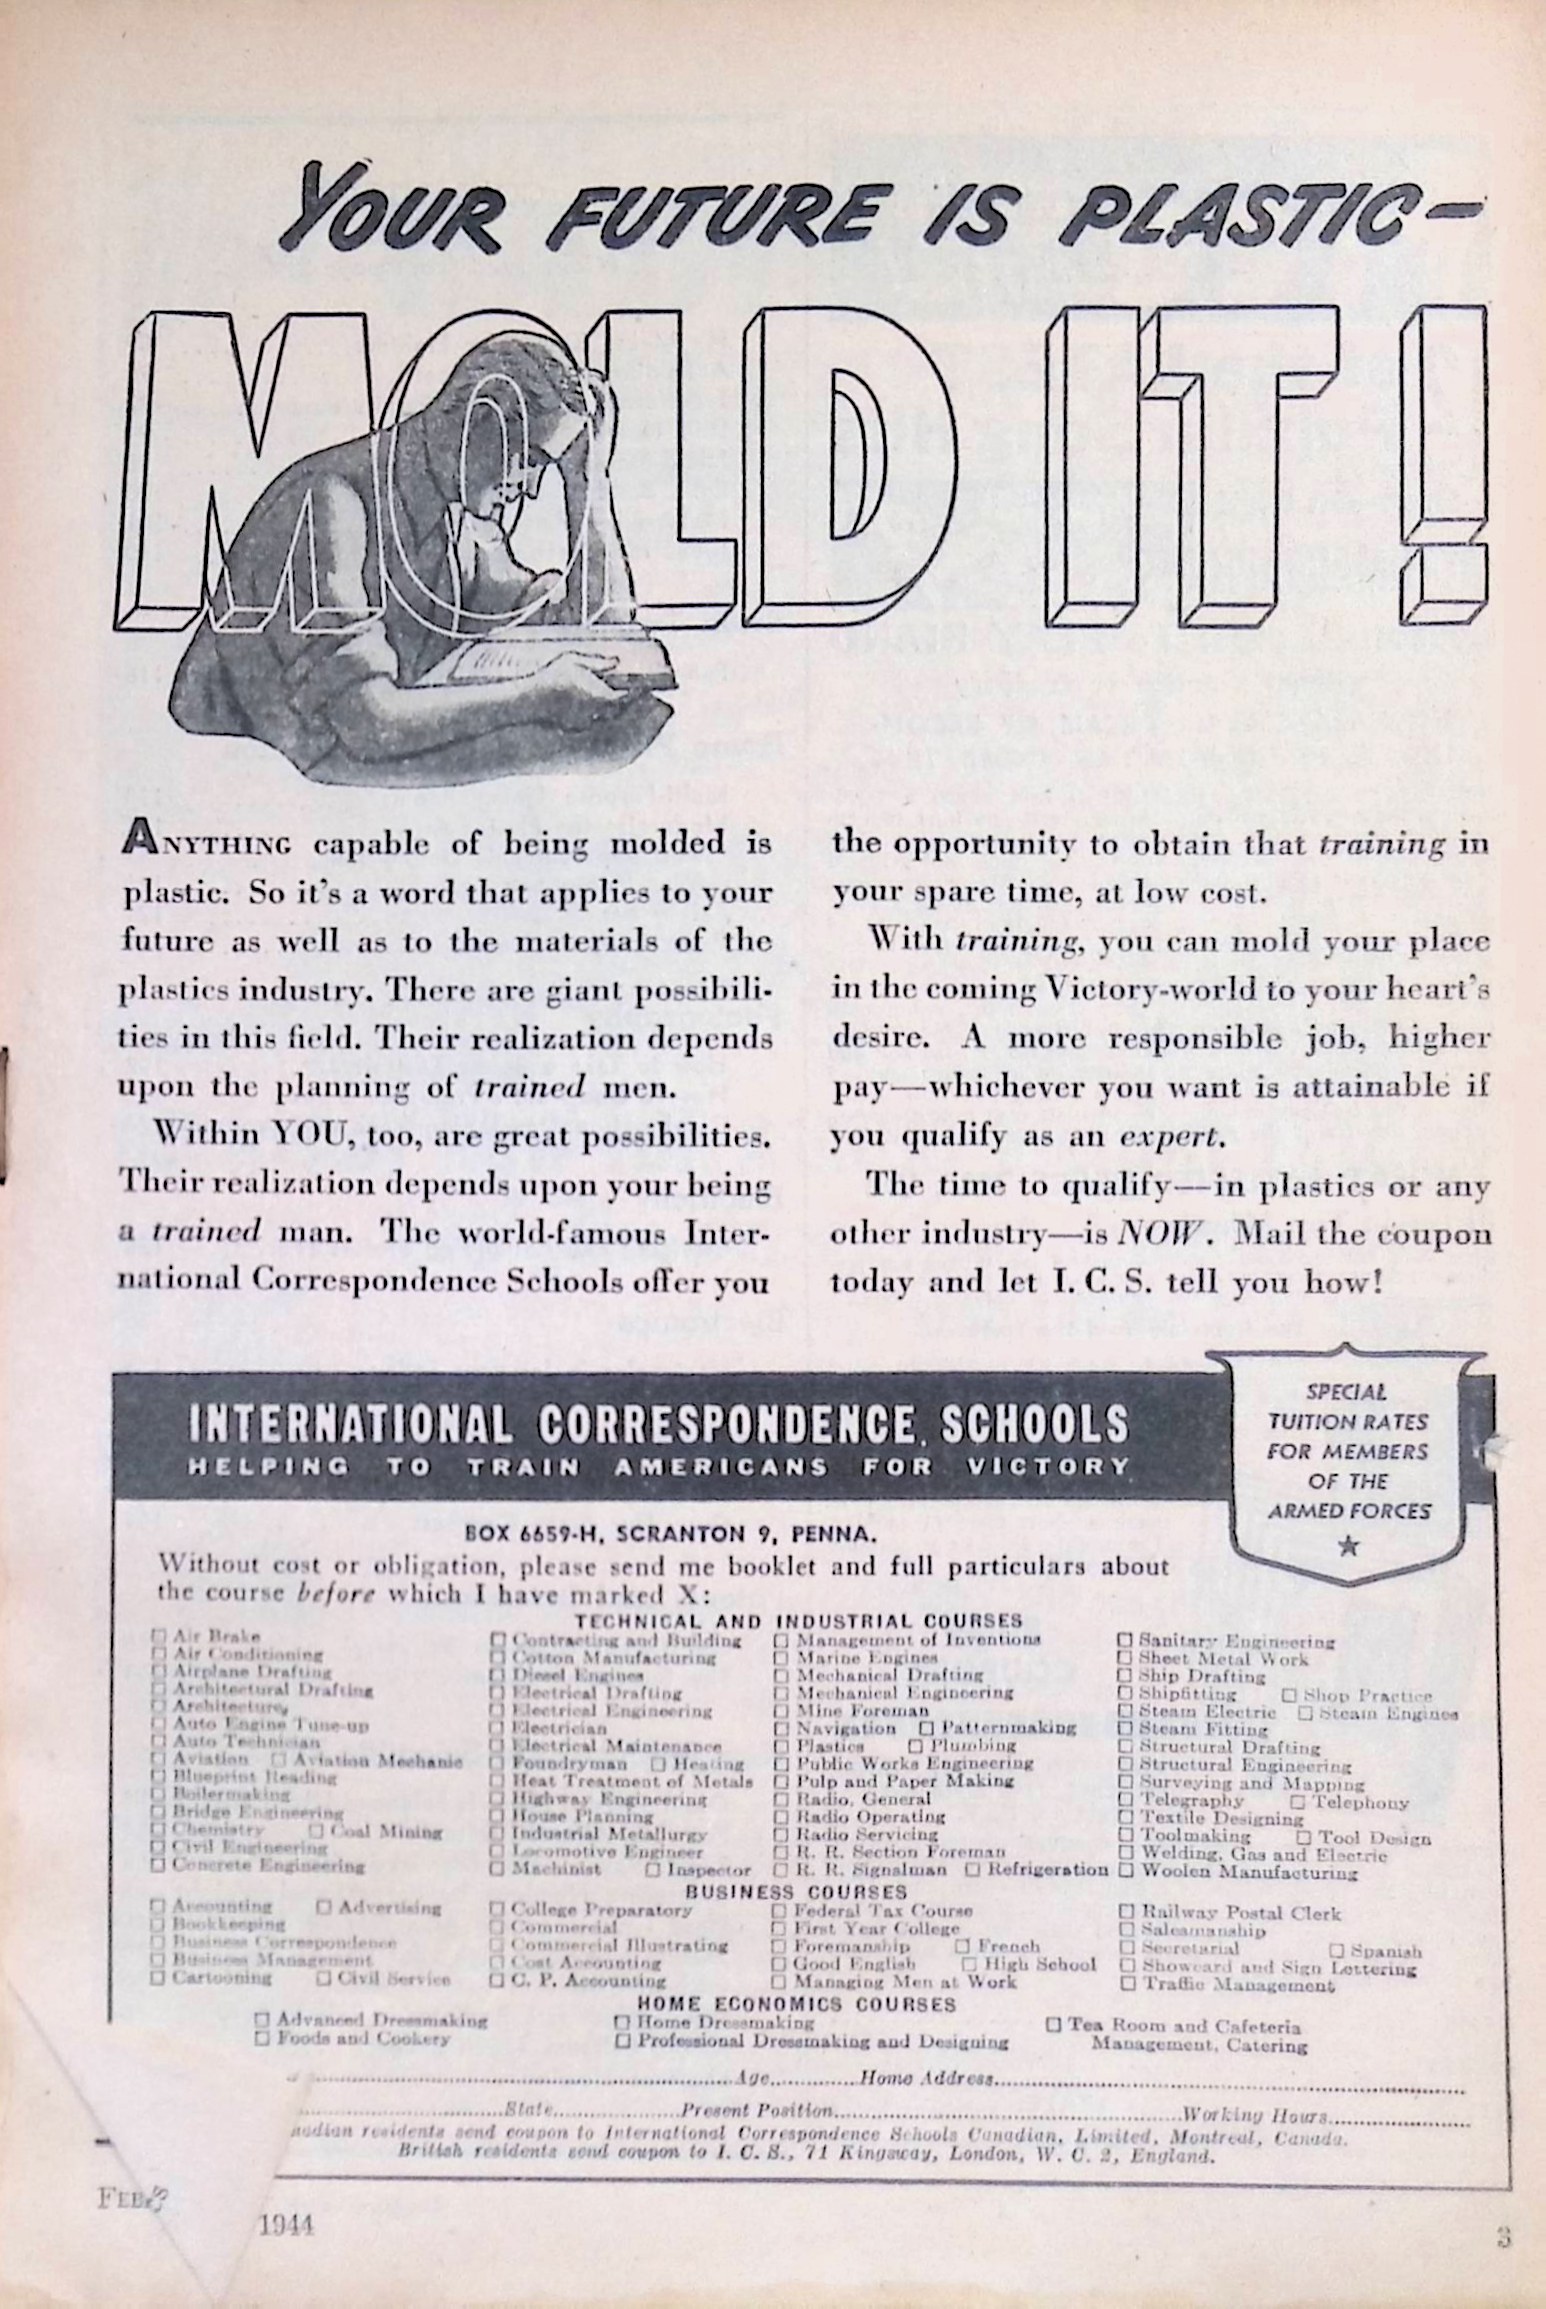 YOUR FUTURE IS PLASTIC—
MOLD IT!
ANYTHING capable of being molded is
plastic. So it's a word that applies to your
future as well as to the materials of the
plastics industry. There are giant possibili-
ties in this field. Their realization depends
upon the planning of trained men.
Within YOU, too, are great possibilities.
Their realization depends upon your being
a trained man. The world-famous Inter-
national Correspondence Schools offer you
the opportunity to obtain that training in
your spare time, at low cost.
With training, you can mold your place
in the coming Victory-world to your heart's
desire. A more responsible job, higher
pay—whichever you want is attainable if
you qualify as an expert.
The time to qualify—in plastics or any
other industry—is NOW. Mail the coupon
today and let I. C. S. tell you how!
INTERNATIONAL CORRESPONDENCE SCHOOLS
HELPING TO TRAIN AMERICANS FOR VICTORY
SPECIAL
TUITION RATES
FOR MEMBERS
OF THE
ARMED FORCES
BOX 6659-H, SCRANTON 9, PENNA.
Without cost or obligation, please send me booklet and full particulars about
the course before which I have marked X:
TECHNICAL AND INDUSTRIAL COURSES
Air Brake
Air Conditioning
Airplane Drafting
Architectural Drafting
Architecture
Auto Engine Tune-up
Auto Technician
Aviation Aviation Mechanic
Blueprint Reading
Boilermaking
Bridge Engineering
Chemistry Coal Mining
Civil Engineering
Concrete Engineering
Contracting and Building
Cotton Manufacturing
Diesel Engines
Electrical Drafting
Electrical Engineering
Electrician
Electrical Maintenance
Foundryman Heating
Heat Treatment of Metals
Highway Engineering
House Planning
Industrial Metallurgy
Locomotive Engineer
Machinist Inspector
Management of Inventions
Marine Engines
Mechanical Drafting
Mechanical Engineering
Mine Foreman
Navigation Patternmaking
Plastics Plumbing
Public Works Engineering
Pulp and Paper Making
Radio, General
Radio Operating
Radio Servicing
R. R. Section Foreman
R. R. Signalman Refrigeration
Sanitary Engineering
Sheet Metal Work
Ship Drafting
Shipfitting Shop Practice
Steam Electric Steam Engines
Steam Fitting
Structural Drafting
Structural Engineering
Surveying and Mapping
Telegraphy Telephony
Textile Designing
Toolmaking Tool Design
Welding, Gas and Electric
Woolen Manufacturing
BUSINESS COURSES
Accounting Advertising
Bookkeeping
Business Correspondence
Business Management
Cartooning Civil Service
College Preparatory
Commercial
Commercial Illustrating
Cost Accounting
C. P. Accounting
Federal Tax Course
First Year College
Foremanship French
Good English High School
Managing Men at Work
Railway Postal Clerk
Salesmanship
Secretarial Spanish
Showcard and Sign Lettering
Traffic Management
HOME ECONOMICS COURSES
Advanced Dressmaking
Foods and Cookery
Home Dressmaking
Professional Dressmaking and Designing
Tea Room and Cafeteria
Management, Catering
Age Home Address
State Present Position Working Hours
adian residents send coupon to International Correspondence Schools Canadian, Limited, Montreal, Canada.
British residents send coupon to I. C. S., 71 Kingsway, London, W. C. 2, England.
1944
3